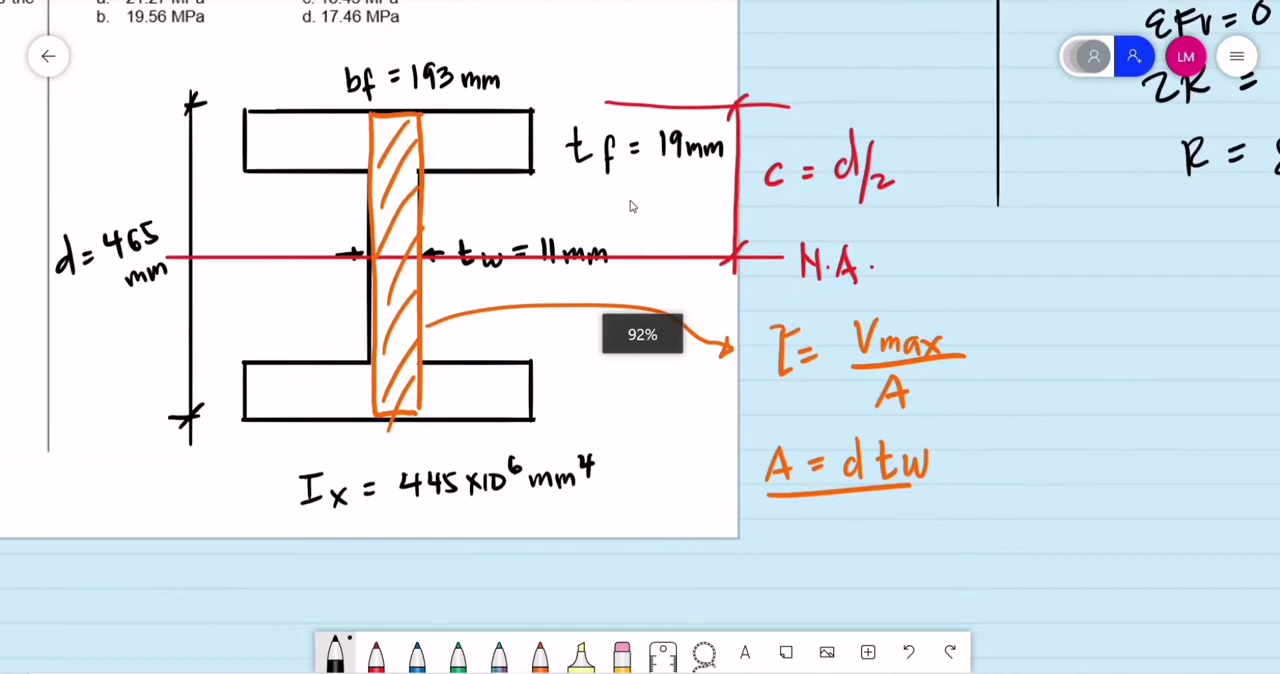 b. 19.56 MPa
d. 17.46 MPa
bf = 193 mm
tf = 19mm
c = d/2
d = 465 mm
tw = 11mm
N.A.
τ = Vmax / A
A = d tw
Ix = 445 x10^6 mm^4
ΣFv = 0
2R =
R =
LM
92%
A